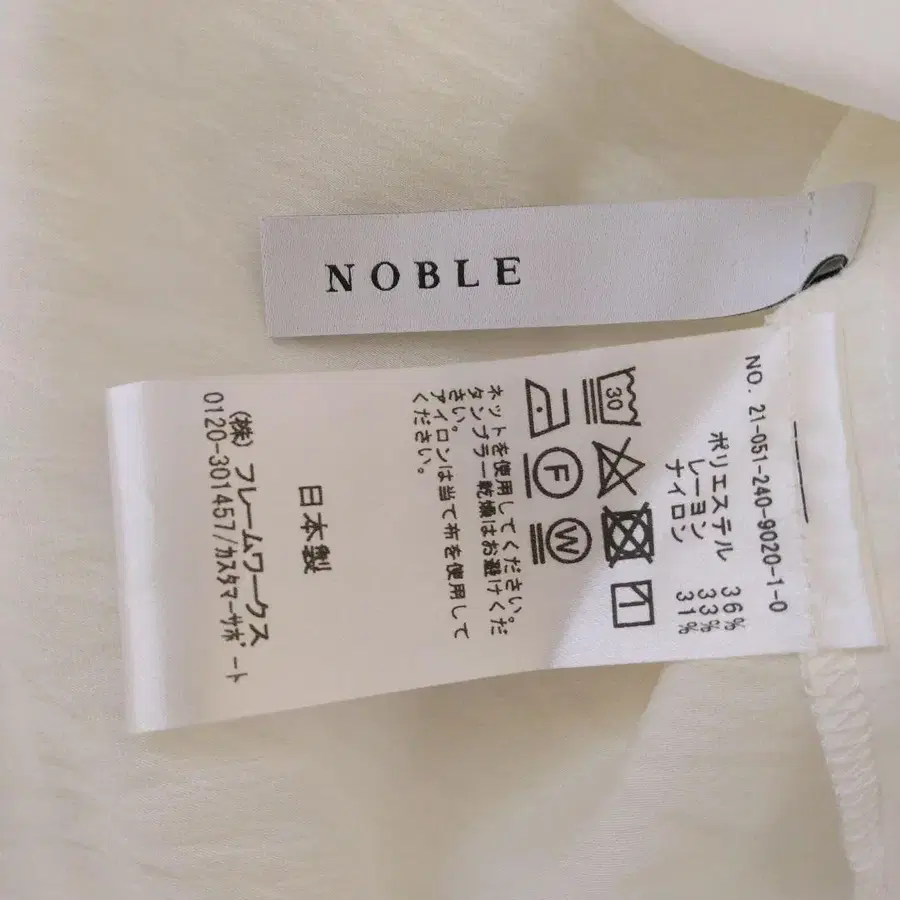 NOBLE
NO. 21-051-240-9020-1-0
ポリエステル 36%
レーヨン 33%
ナイロン 31%
30
F
W
ネットを使用してください。
タンブラー乾燥はお避けくだ
さい。
アイロンは当て布を使用して
ください。
日本製
(株) フレームワークス
0120-301457/カスタマーサポート